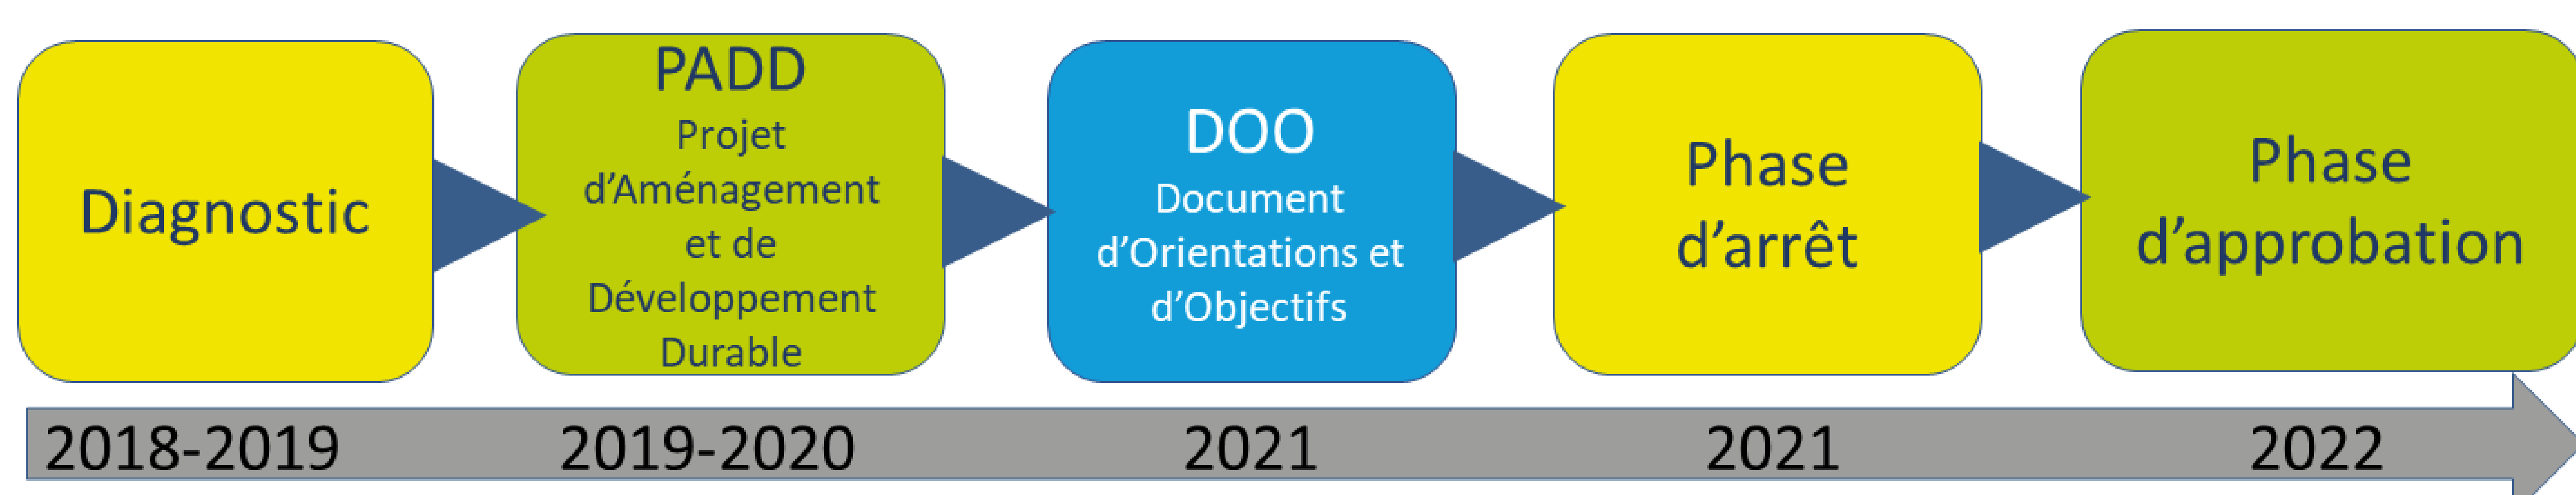 Diagnostic
PADD
Projet
d’Aménagement
et de
Développement
Durable
DOO
Document
d’Orientations et
d’Objectifs
Phase
d’arrêt
Phase
d’approbation
2018-2019
2019-2020
2021
2021
2022